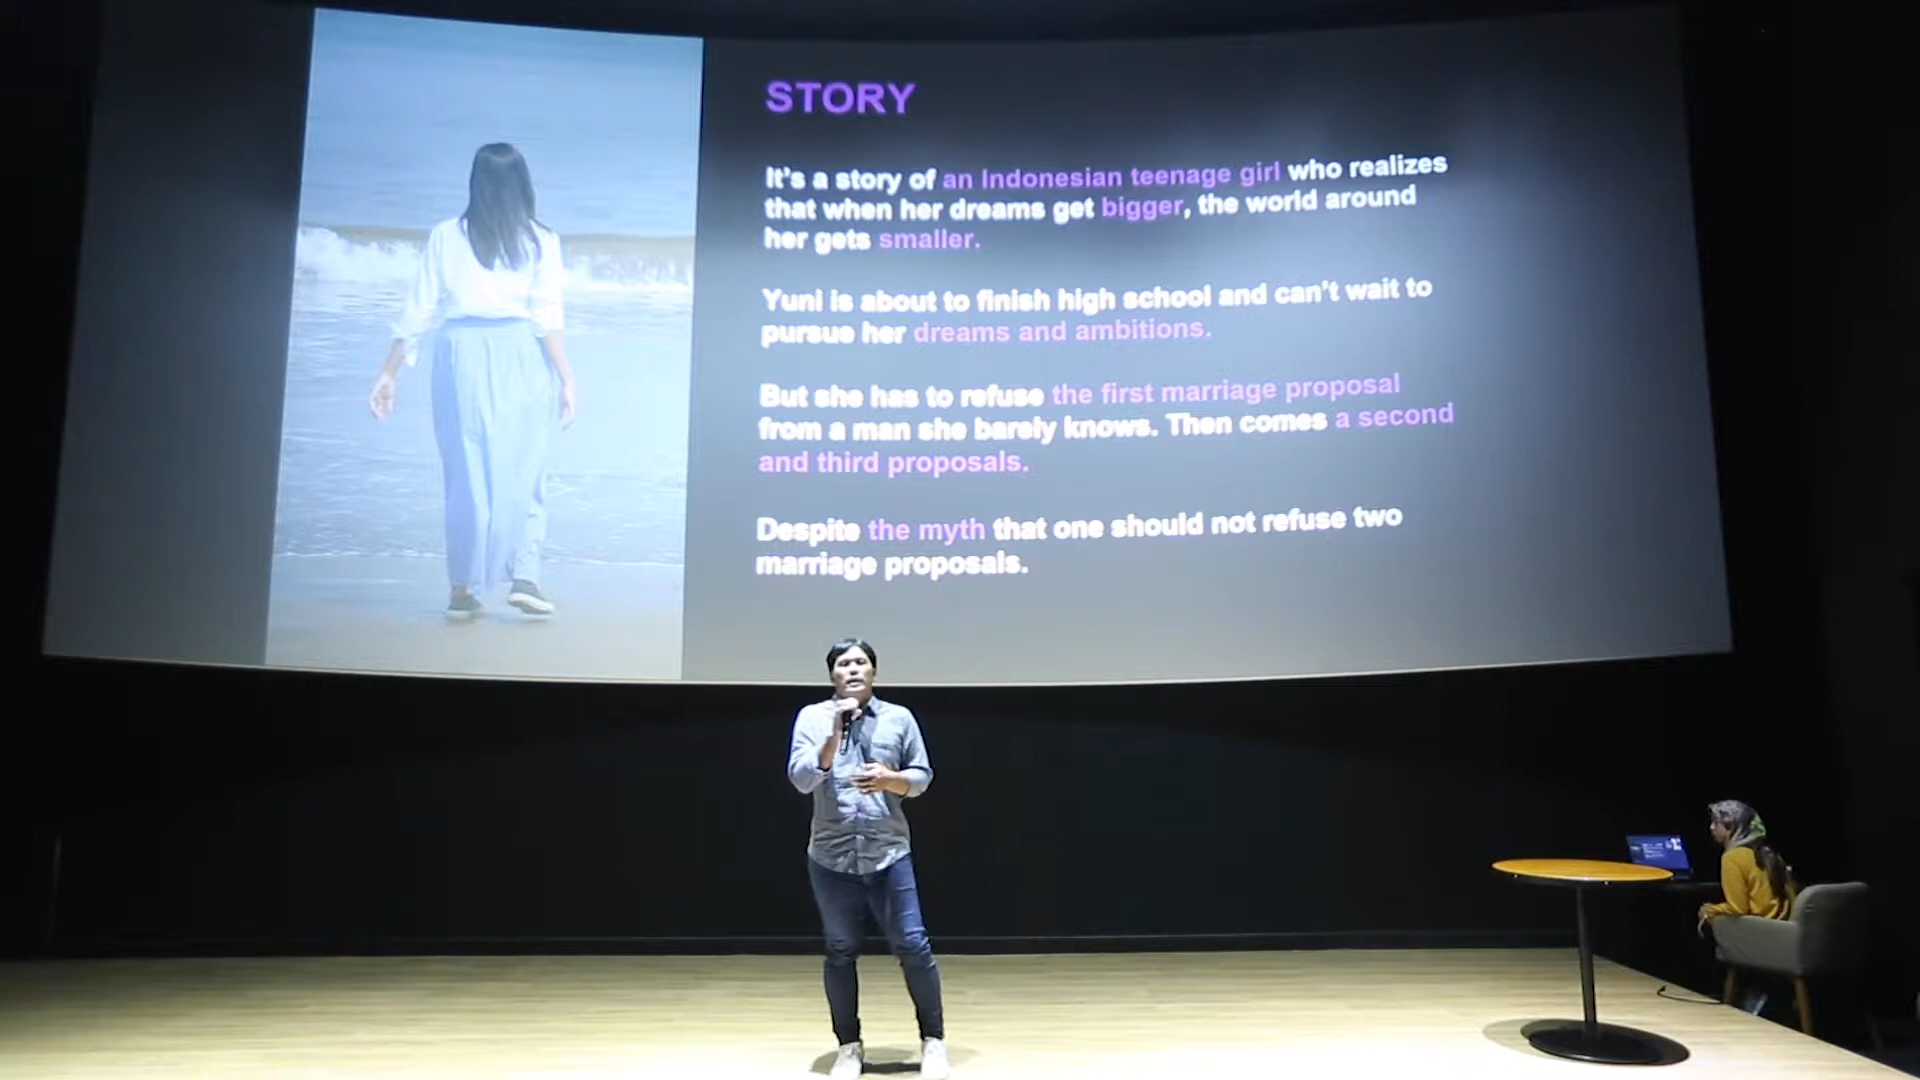 STORY
It's a story of an Indonesian teenage girl who realizes
that when her dreams get bigger, the world around
her gets smaller.
Yuni is about to finish high school and can't wait to
pursue her dreams and ambitions.
But she has to refuse the first marriage proposal
from a man she barely knows. Then comes a second
and third proposals.
Despite the myth that one should not refuse two
marriage proposals.